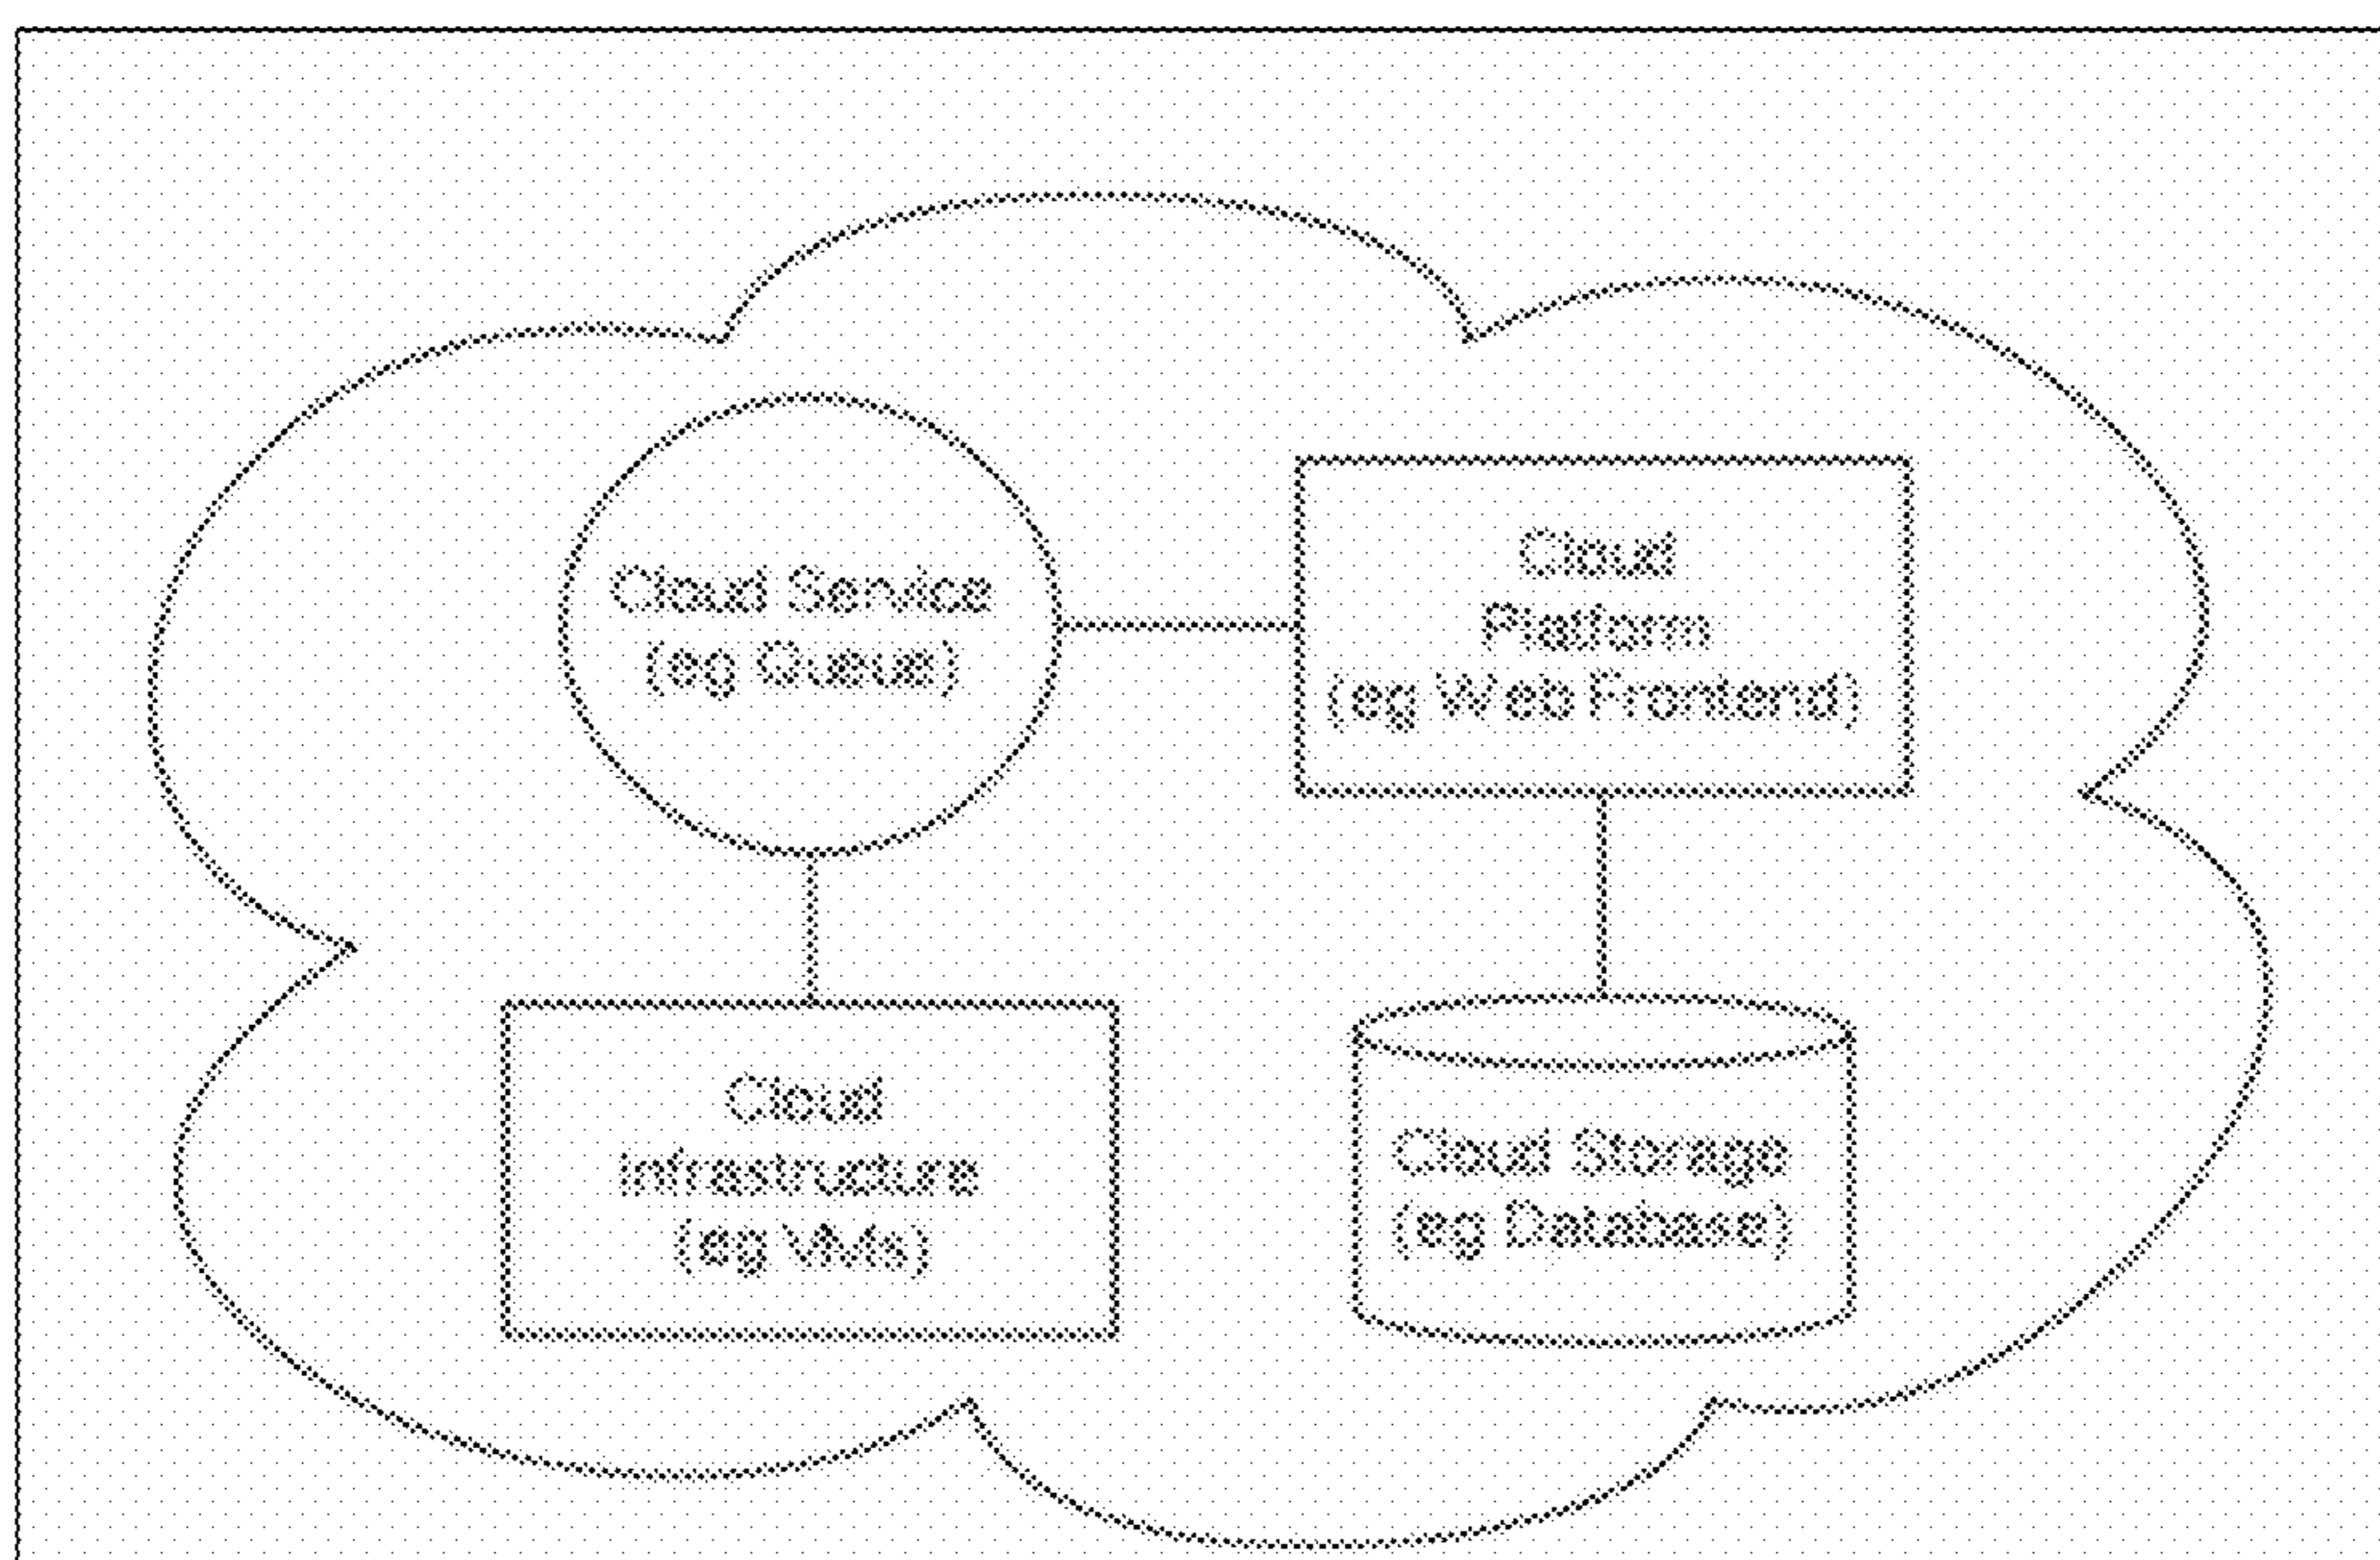 Cloud Service
(eg Queue)
Cloud
Platform
(eg Web Frontend)
Cloud
Infrastructure
(eg VMs)
Cloud Storage
(eg Database)